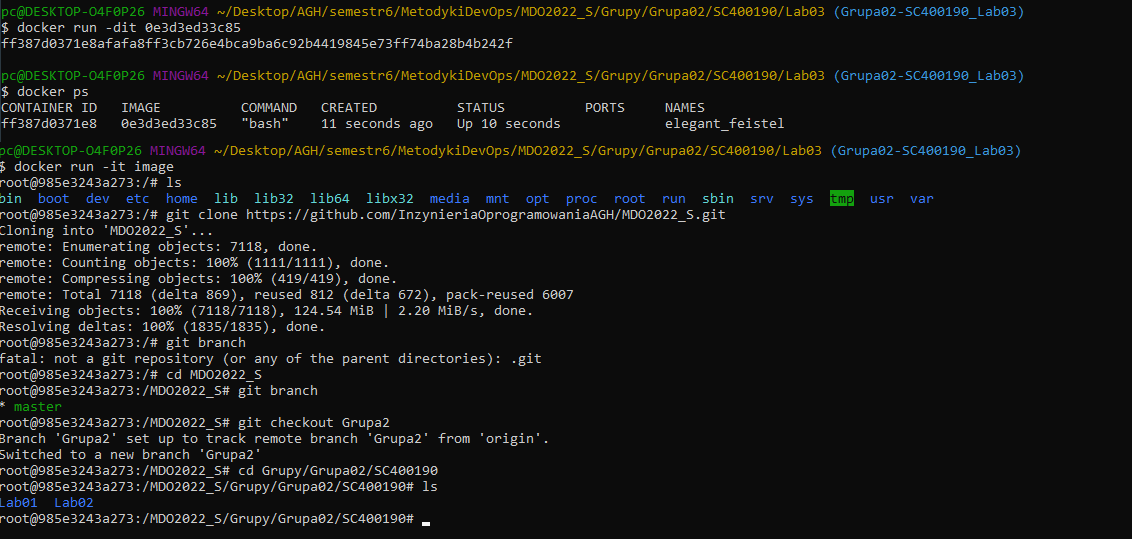 pc@DESKTOP-O4F0P26 MINGW64 ~/Desktop/AGH/semestr6/MetodykiDevOps/MDO2022_S/Grupy/Grupa02/SC400190/Lab03 (Grupa02-SC400190_Lab03)
$ docker run -dit 0e3d3ed33c85
ff387d0371e8afafa8ff3cb726e4bca9ba6c92b4419845e73ff74ba28b4b242f
pc@DESKTOP-O4F0P26 MINGW64 ~/Desktop/AGH/semestr6/MetodykiDevOps/MDO2022_S/Grupy/Grupa02/SC400190/Lab03 (Grupa02-SC400190_Lab03)
$ docker ps
CONTAINER ID   IMAGE          COMMAND   CREATED          STATUS          PORTS     NAMES
ff387d0371e8   0e3d3ed33c85   "bash"    11 seconds ago   Up 10 seconds             elegant_feistel
pc@DESKTOP-O4F0P26 MINGW64 ~/Desktop/AGH/semestr6/MetodykiDevOps/MDO2022_S/Grupy/Grupa02/SC400190/Lab03 (Grupa02-SC400190_Lab03)
$ docker run -it image
root@985e3243a273:/# ls
bin  boot  dev  etc  home  lib  lib32  lib64  libx32  media  mnt  opt  proc  root  run  sbin  srv  sys  tmp  usr  var
root@985e3243a273:/# git clone https://github.com/InzynieriaOprogramowaniaAGH/MDO2022_S.git
Cloning into 'MDO2022_S'...
remote: Enumerating objects: 7118, done.
remote: Counting objects: 100% (1111/1111), done.
remote: Compressing objects: 100% (419/419), done.
remote: Total 7118 (delta 869), reused 812 (delta 672), pack-reused 6007
Receiving objects: 100% (7118/7118), 124.54 MiB | 2.20 MiB/s, done.
Resolving deltas: 100% (1835/1835), done.
root@985e3243a273:/# git branch
fatal: not a git repository (or any of the parent directories): .git
root@985e3243a273:/# cd MDO2022_S
root@985e3243a273:/MDO2022_S# git branch
* master
root@985e3243a273:/MDO2022_S# git checkout Grupa2
Branch 'Grupa2' set up to track remote branch 'Grupa2' from 'origin'.
Switched to a new branch 'Grupa2'
root@985e3243a273:/MDO2022_S# cd Grupy/Grupa02/SC400190
root@985e3243a273:/MDO2022_S/Grupy/Grupa02/SC400190# ls
Lab01  Lab02
root@985e3243a273:/MDO2022_S/Grupy/Grupa02/SC400190#